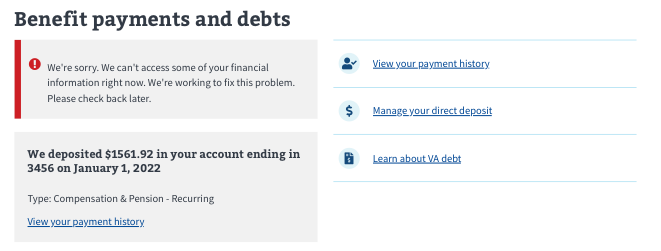 Benefit payments and debts
We're sorry. We can't access some of your financial
information right now. We're working to fix this problem.
Please check back later.
We deposited $1561.92 in your account ending in
3456 on January 1, 2022
Type: Compensation & Pension - Recurring
View your payment history
View your payment history
Manage your direct deposit
Learn about VA debt